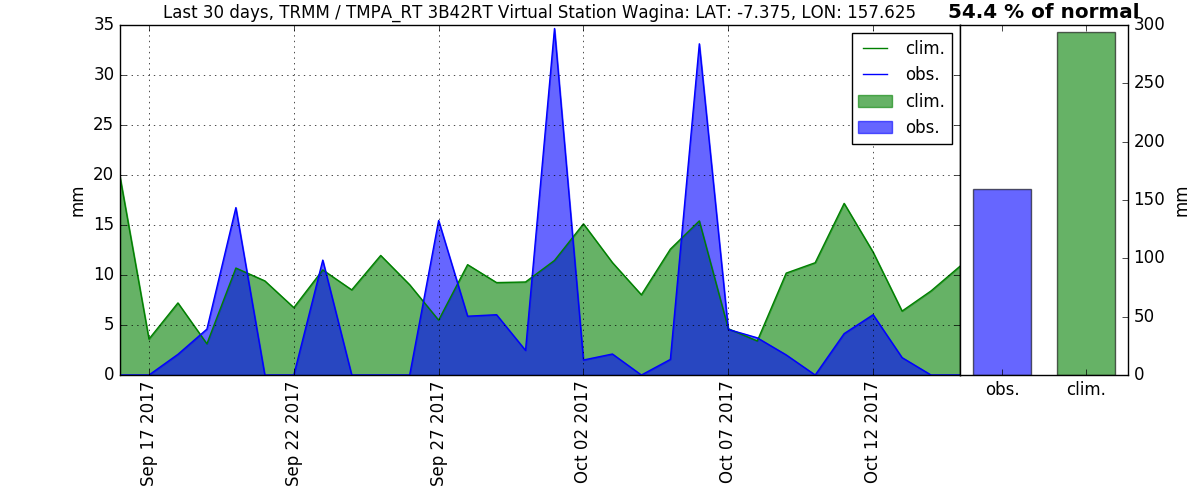 Last 30 days, TRMM / TMPA_RT 3B42RT Virtual Station Wagina: LAT: -7.375, LON: 157.625
54.4 % of normal
35
30
25
20
15
10
5
0
mm
Sep 17 2017
Sep 22 2017
Sep 27 2017
Oct 02 2017
Oct 07 2017
Oct 12 2017
clim.
obs.
clim.
obs.
300
250
200
150
100
50
0
mm
obs.
clim.